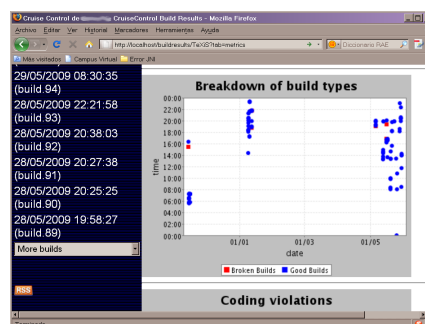 Cruise Control de CruiseControl Build Results - Mozilla Firefox
Archivo Editar Ver Historial Marcadores Herramientas Ayuda
http://localhost/buildresults/TeXiS?tab=metrics
Diccionario RAE
Más visitados Campus Virtual Error JNI
29/05/2009 08:30:35
(build.94)
28/05/2009 22:21:58
(build.93)
28/05/2009 20:38:03
(build.92)
28/05/2009 20:27:38
(build.91)
28/05/2009 20:25:25
(build.90)
28/05/2009 19:58:27
(build.89)
More builds
RSS
Breakdown of build types
00:00
22:00
20:00
18:00
16:00
14:00
12:00
10:00
08:00
06:00
04:00
02:00
00:00
time
01/01 01/03 01/05
date
Broken Builds Good Builds
Coding violations